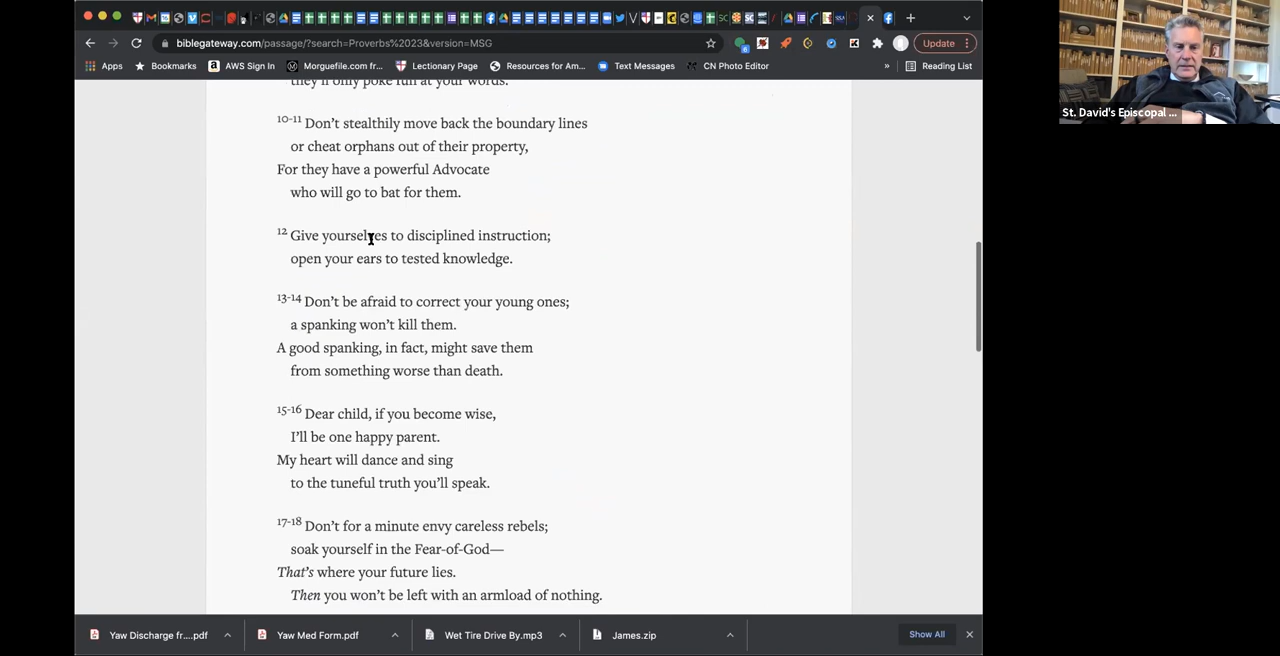 biblegateway.com/passage/?search=Proverbs%2023&version=MSG
Update
Apps
Bookmarks
AWS Sign In
Morguefile.com fr...
Lectionary Page
Resources for Am...
Text Messages
CN Photo Editor
»
Reading List
St. David's Episcopal ...
they'll only poke fun at your words.
10-11 Don't stealthily move back the boundary lines
or cheat orphans out of their property,
For they have a powerful Advocate
who will go to bat for them.
12 Give yourselves to disciplined instruction;
open your ears to tested knowledge.
13-14 Don't be afraid to correct your young ones;
a spanking won't kill them.
A good spanking, in fact, might save them
from something worse than death.
15-16 Dear child, if you become wise,
I'll be one happy parent.
My heart will dance and sing
to the tuneful truth you'll speak.
17-18 Don't for a minute envy careless rebels;
soak yourself in the Fear-of-God—
That's where your future lies.
Then you won't be left with an armload of nothing.
Yaw Discharge fr....pdf
Yaw Med Form.pdf
Wet Tire Drive By.mp3
James.zip
Show All